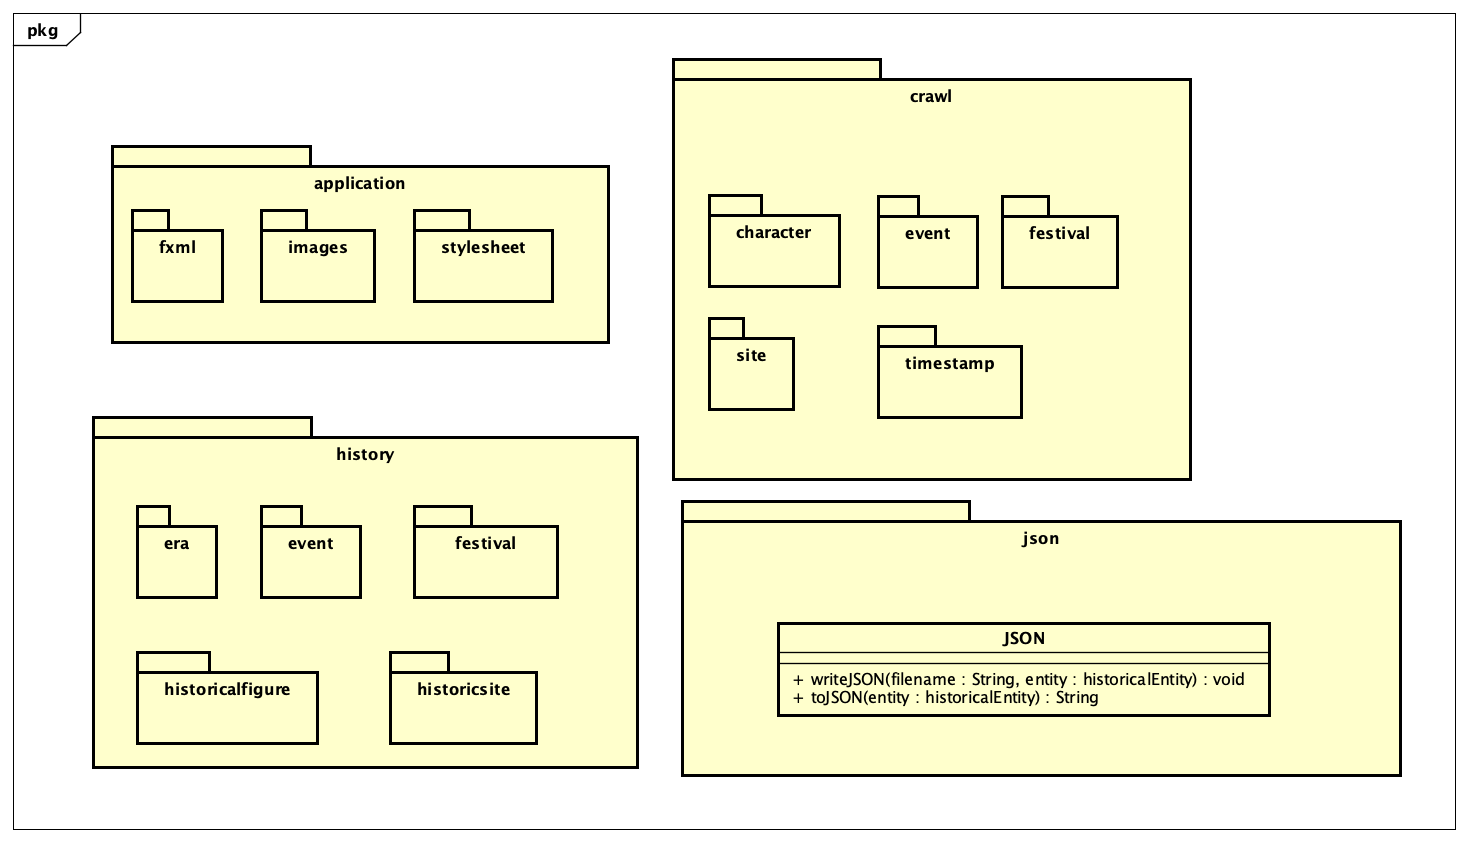 pkg
application
fxml
images
stylesheet
crawl
character
event
festival
site
timestamp
history
era
event
festival
historicalfigure
historicsite
json
JSON
+ writeJSON(filename : String, entity : historicalEntity) : void
+ toJSON(entity : historicalEntity) : String